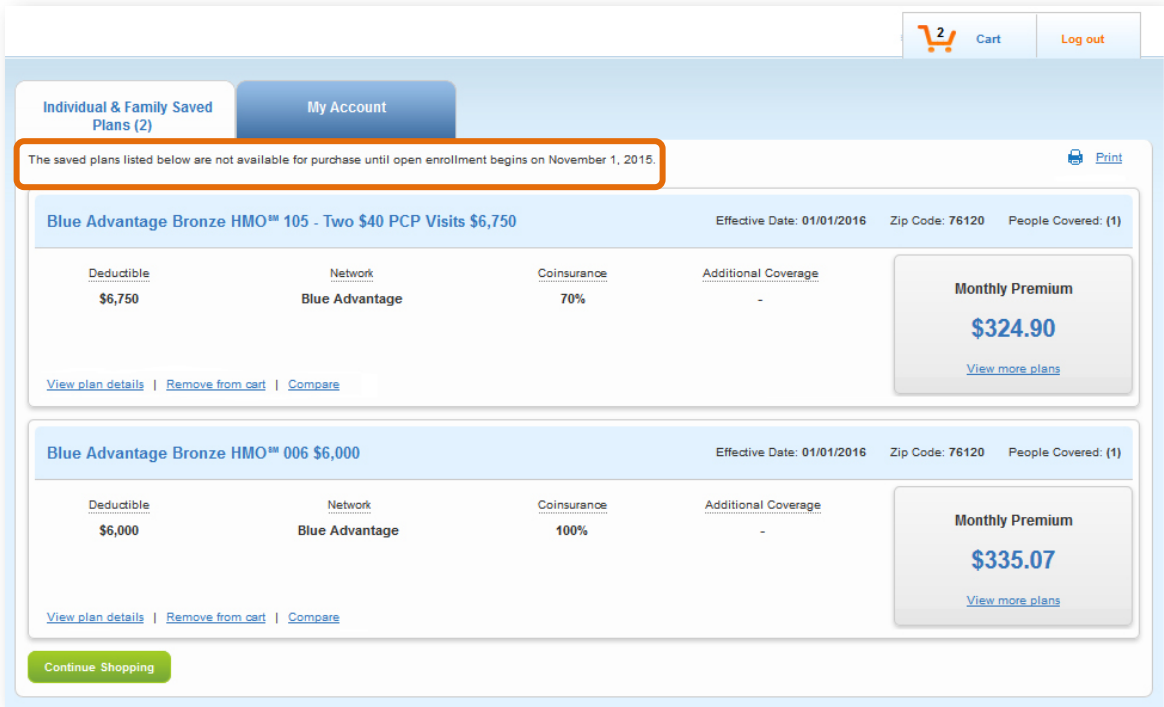 2 Cart Log out
Individual & Family Saved
Plans (2)
My Account
The saved plans listed below are not available for purchase until open enrollment begins on November 1, 2015.
Print
Blue Advantage Bronze HMO℠ 105 - Two $40 PCP Visits $6,750 Effective Date: 01/01/2016 Zip Code: 76120 People Covered: (1)
Deductible Network Coinsurance Additional Coverage
$6,750 Blue Advantage 70% -
Monthly Premium
$324.90
View more plans
View plan details | Remove from cart | Compare
Blue Advantage Bronze HMO℠ 006 $6,000 Effective Date: 01/01/2016 Zip Code: 76120 People Covered: (1)
Deductible Network Coinsurance Additional Coverage
$6,000 Blue Advantage 100% -
Monthly Premium
$335.07
View more plans
View plan details | Remove from cart | Compare
Continue Shopping